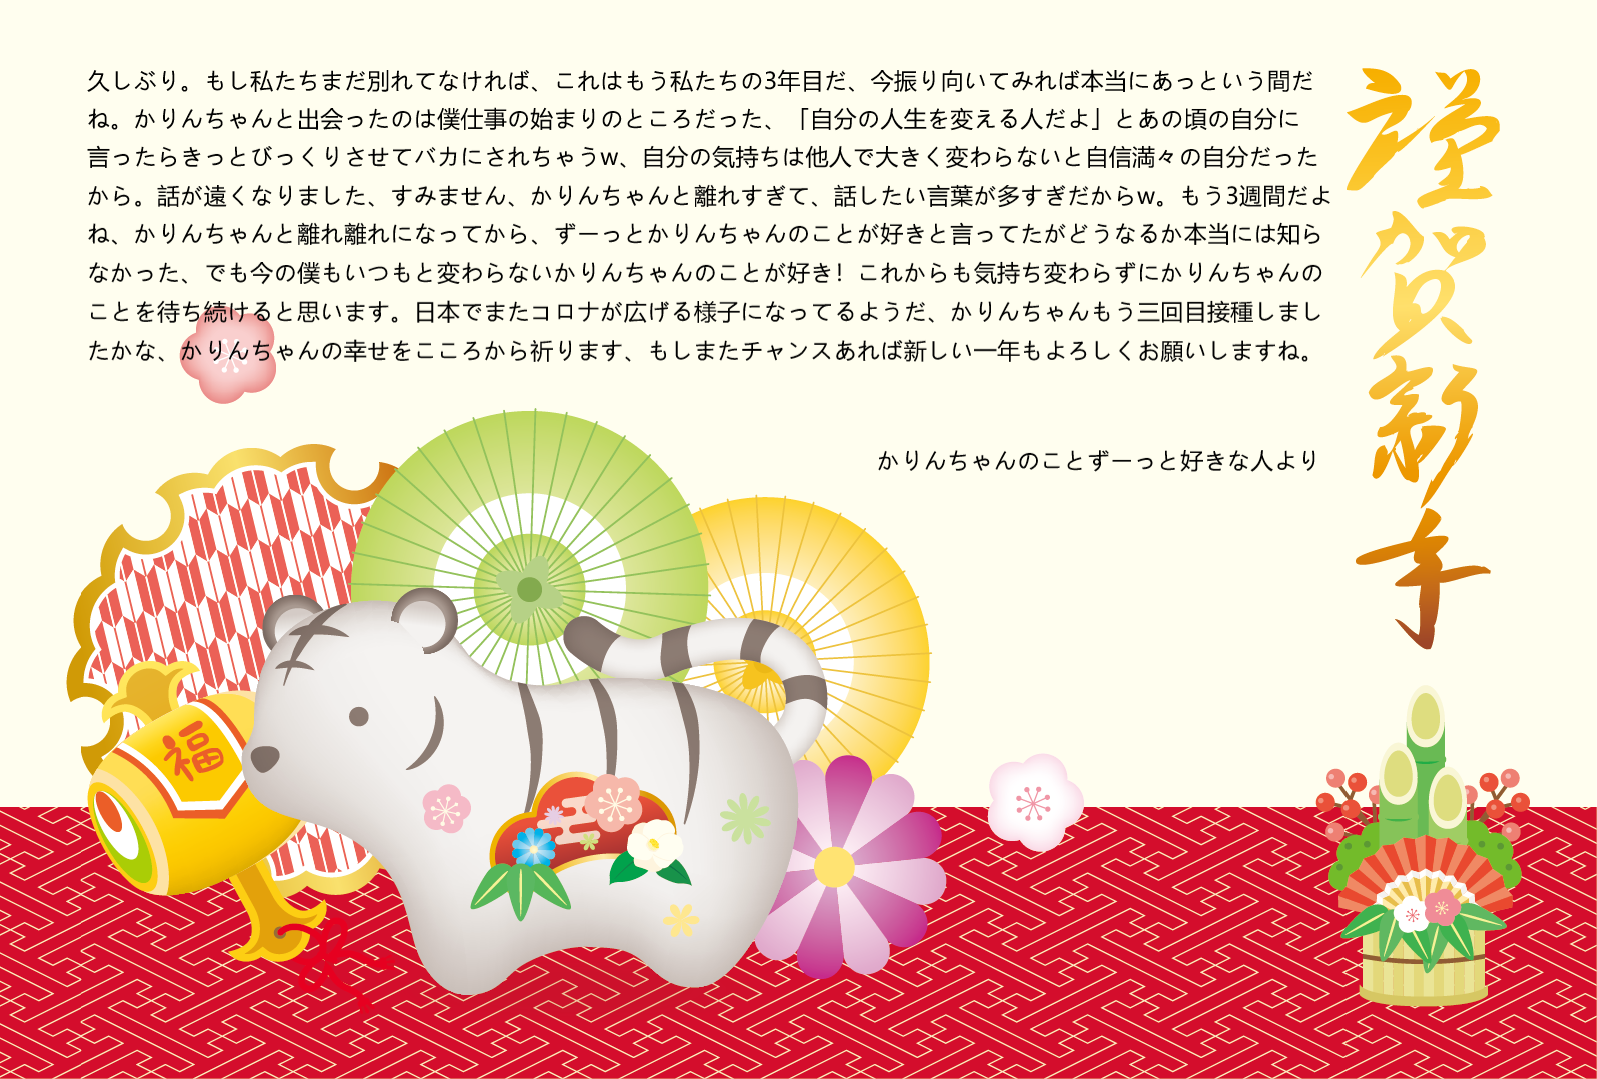 久しぶり。もし私たちまだ別れてなければ、これはもう私たちの3年目だ、今振り向いてみれば本当にあっという間だ
ね。かりんちゃんと出会ったのは僕仕事の始まりのところだった、「自分の人生を変える人だよ」とあの頃の自分に
言ったらきっとびっくりさせてバカにされちゃうw、自分の気持ちは他人で大きく変わらないと自信満々の自分だった
から。話が遠くなりました、すみません、かりんちゃんと離れすぎて、話したい言葉が多すぎだからw。もう3週間だよ
ね、かりんちゃんと離れ離れになってから、ずーっとかりんちゃんのことが好きと言ってたがどうなるか本当には知ら
なかった、でも今の僕もいつもと変わらないかりんちゃんのことが好き！これからも気持ち変わらずにかりんちゃんの
ことを待ち続けると思います。日本でまたコロナが広げる様子になってるようだ、かりんちゃんもう三回目接種しまし
たかな、かりんちゃんの幸せをこころから祈ります、もしまたチャンスあれば新しい一年もよろしくお願いしますね。
かりんちゃんのことずーっと好きな人より
謹賀新年
福